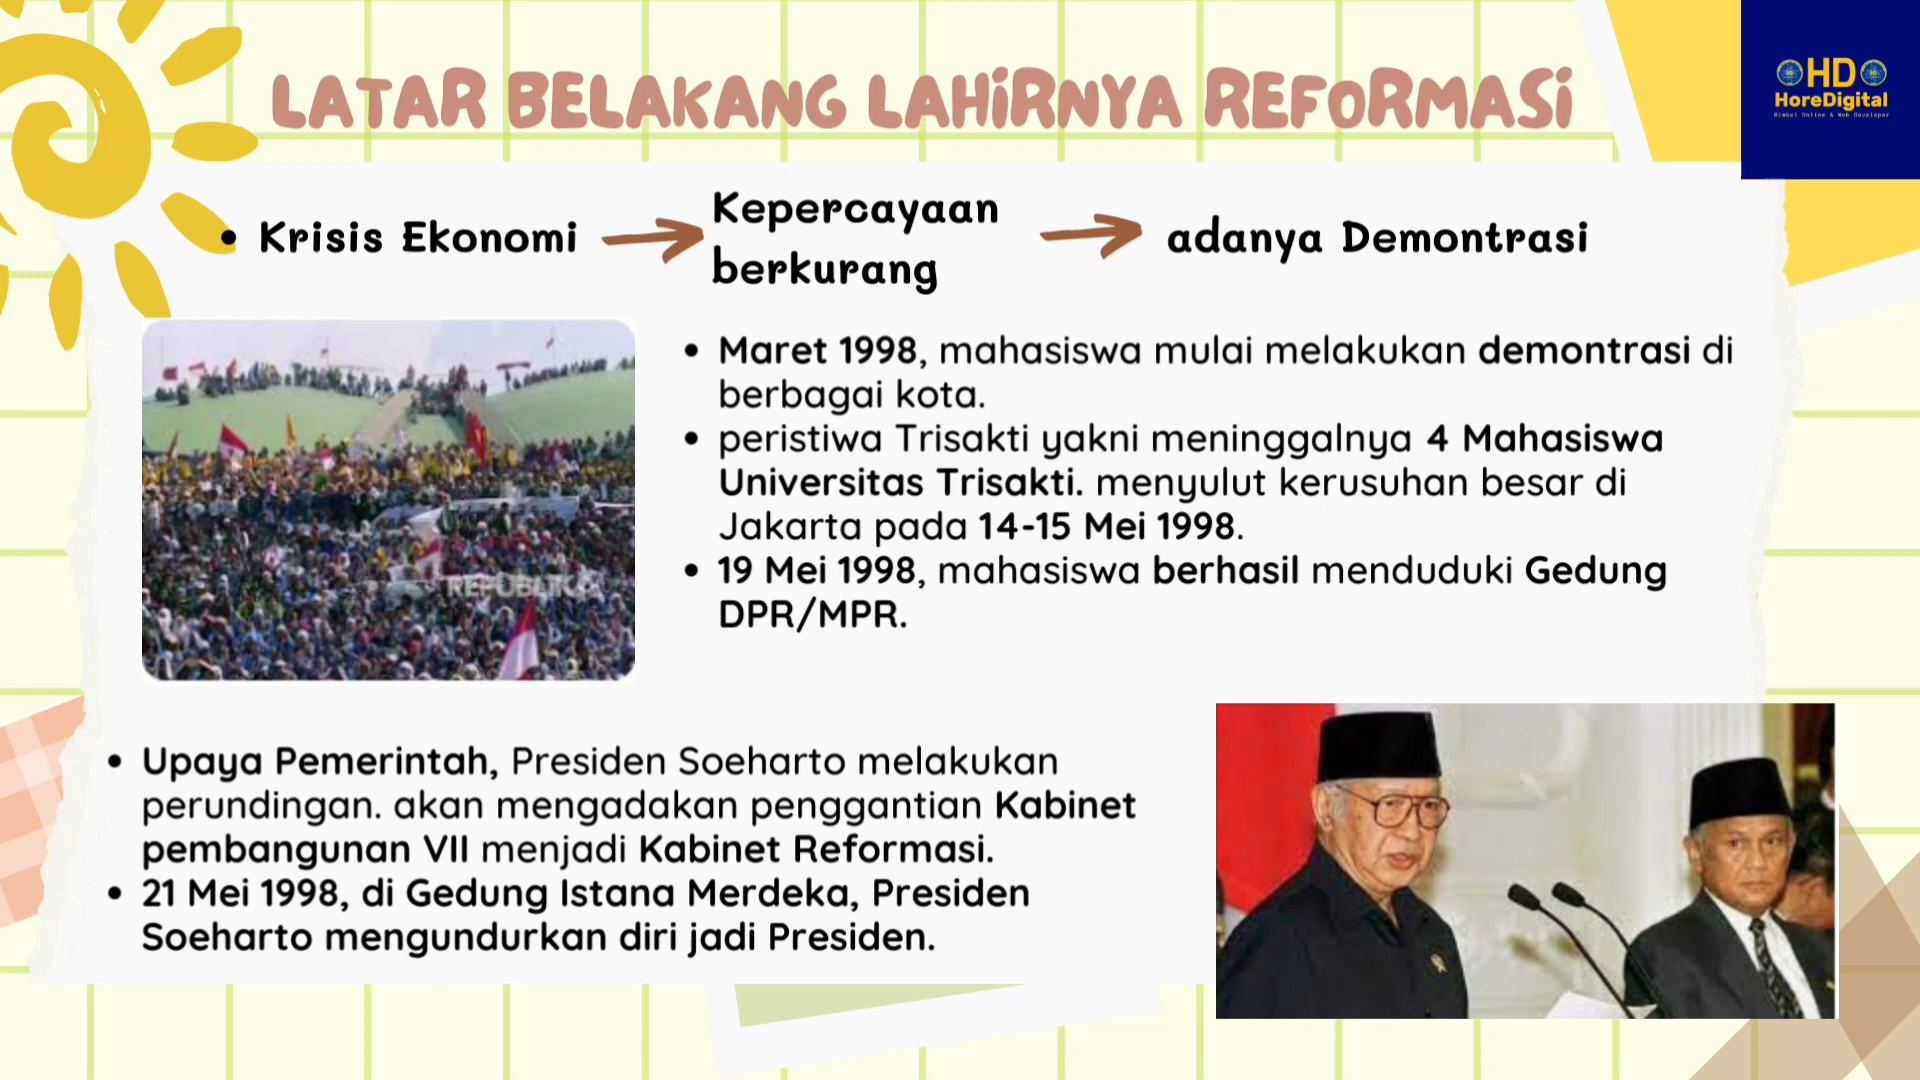 LATAR BELAKANG LAHiRNYA REFORMASi
HD
HoreDigital
Bimbel Online & Web Developer
• Krisis Ekonomi
Kepercayaan
berkurang
adanya Demontrasi
• Maret 1998, mahasiswa mulai melakukan demontrasi di
berbagai kota.
• peristiwa Trisakti yakni meninggalnya 4 Mahasiswa
Universitas Trisakti. menyulut kerusuhan besar di
Jakarta pada 14-15 Mei 1998.
• 19 Mei 1998, mahasiswa berhasil menduduki Gedung
DPR/MPR.
REPUBLIKA
• Upaya Pemerintah, Presiden Soeharto melakukan
perundingan. akan mengadakan penggantian Kabinet
pembangunan VII menjadi Kabinet Reformasi.
• 21 Mei 1998, di Gedung Istana Merdeka, Presiden
Soeharto mengundurkan diri jadi Presiden.